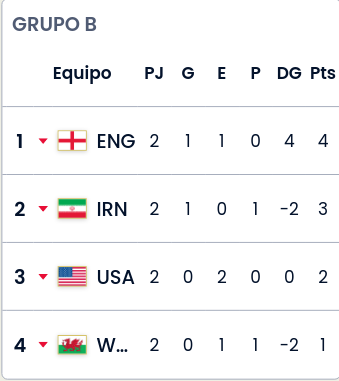 GRUPO B
Equipo PJ G E P DG Pts
1 ENG 2 1 1 0 4 4
2 IRN 2 1 0 1 -2 3
3 USA 2 0 2 0 0 2
4 W... 2 0 1 1 -2 1